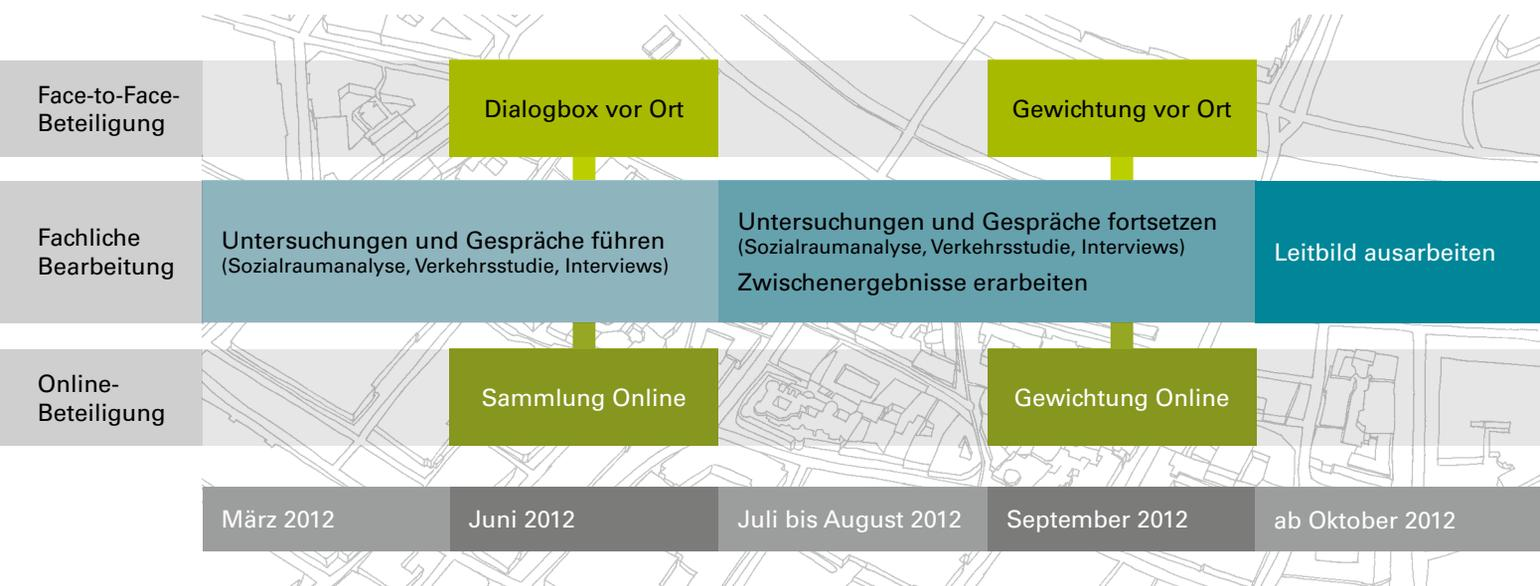 Face-to-Face-
Beteiligung
Dialogbox vor Ort
Gewichtung vor Ort
Fachliche
Bearbeitung
Untersuchungen und Gespräche führen
(Sozialraumanalyse, Verkehrsstudie, Interviews)
Untersuchungen und Gespräche fortsetzen
(Sozialraumanalyse, Verkehrsstudie, Interviews)
Zwischenergebnisse erarbeiten
Leitbild ausarbeiten
Online-
Beteiligung
Sammlung Online
Gewichtung Online
März 2012
Juni 2012
Juli bis August 2012
September 2012
ab Oktober 2012